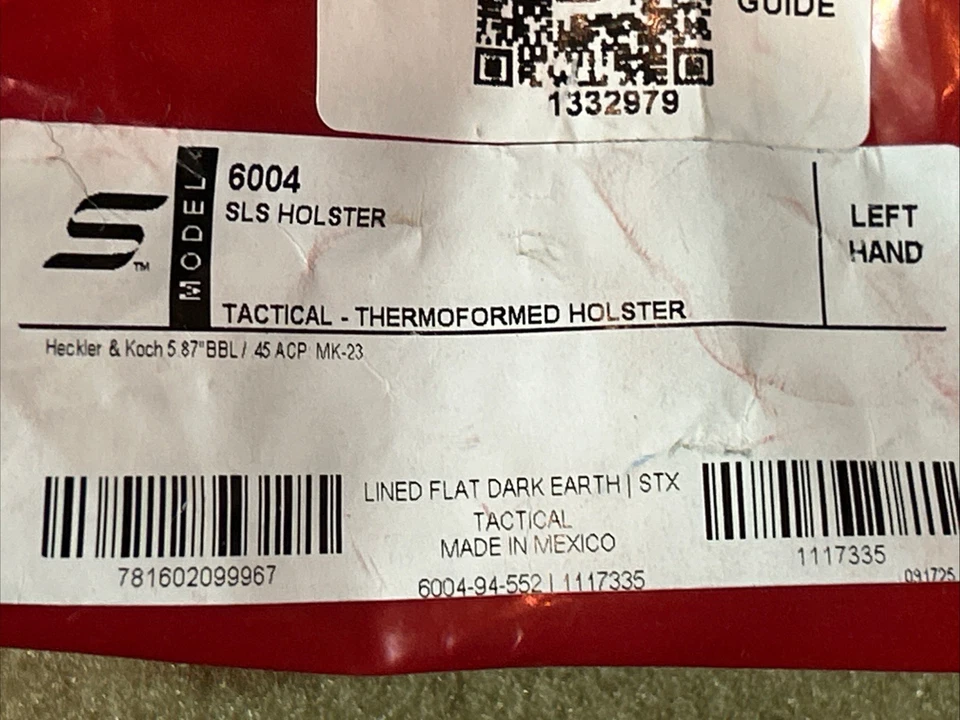 GUIDE
1332979
MODEL
6004
SLS HOLSTER
TACTICAL - THERMOFORMED HOLSTER
LEFT
HAND
S™
Heckler & Koch 5.87"BBL / .45 ACP MK-23
LINED FLAT DARK EARTH | STX
TACTICAL
MADE IN MEXICO
6004-94-552 | 1117335
781602099967
1117335
091725